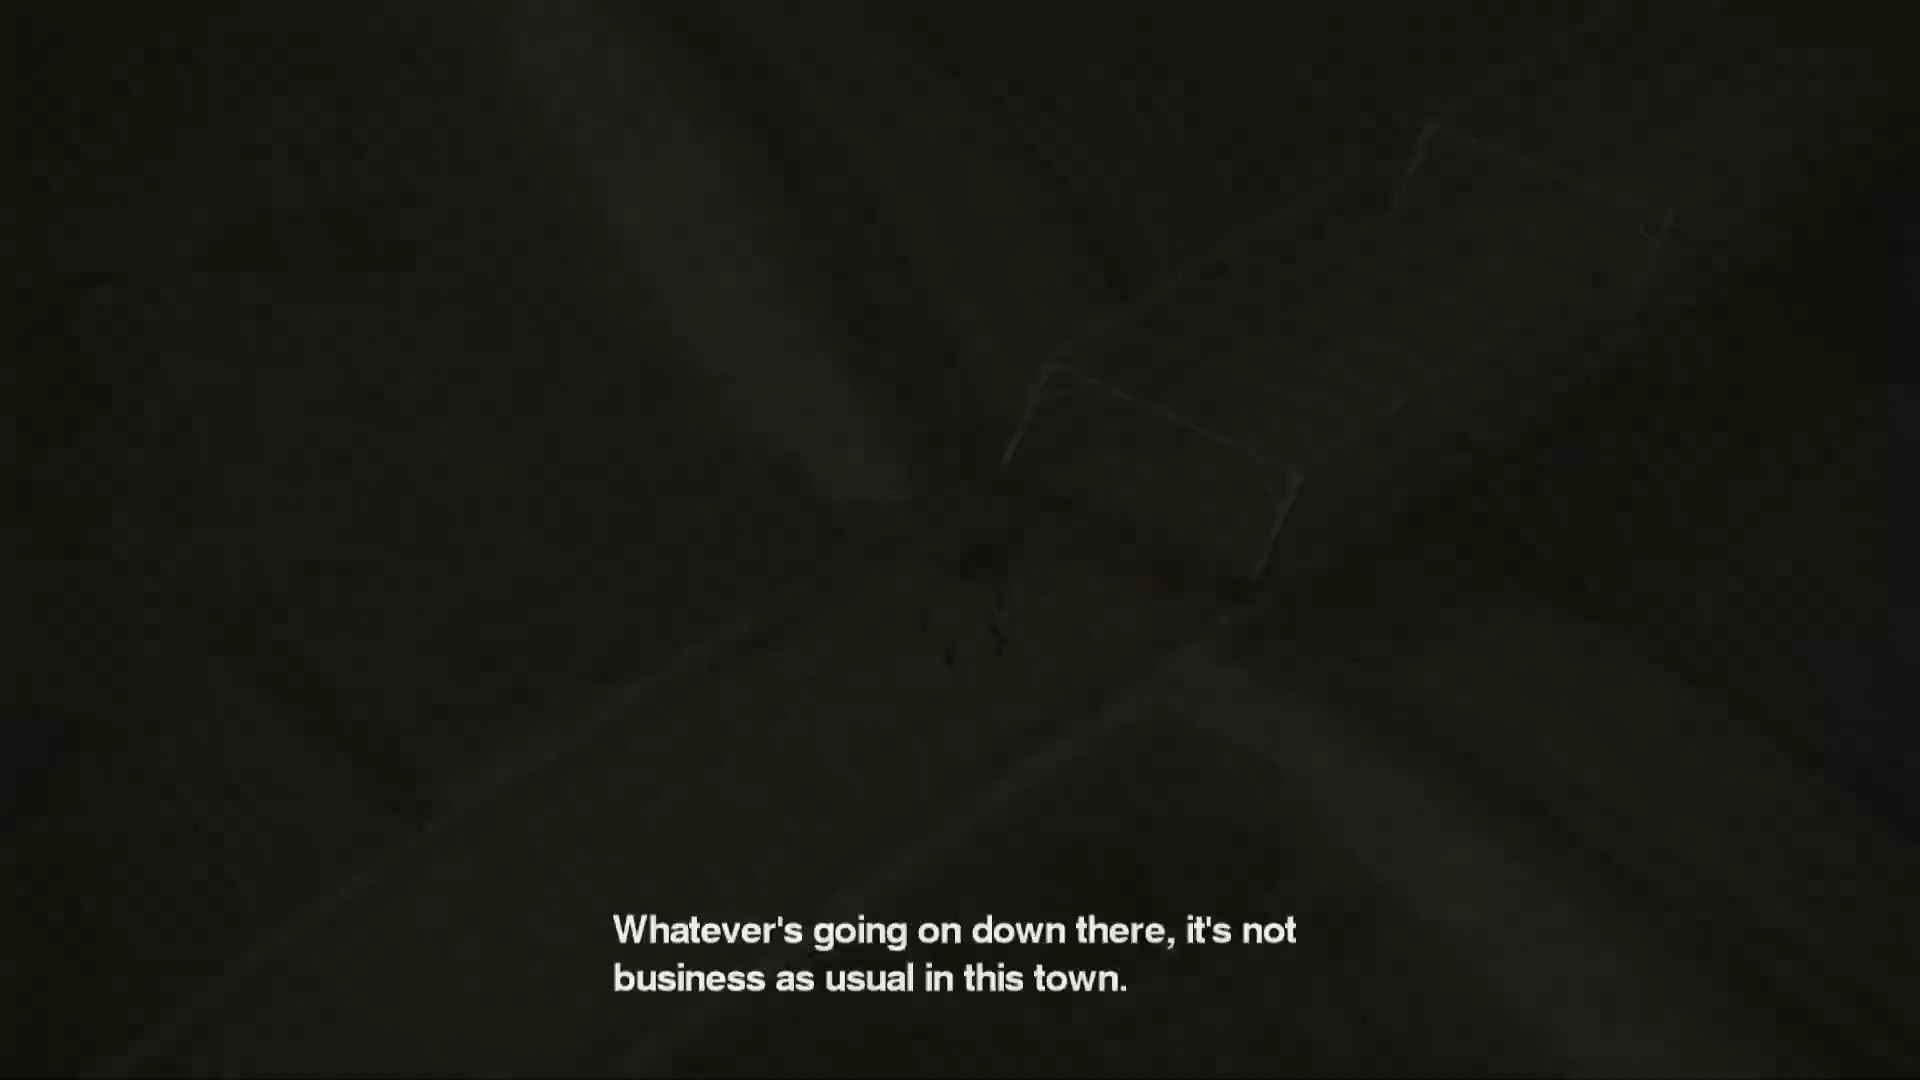 Whatever's going on down there, it's not
business as usual in this town.